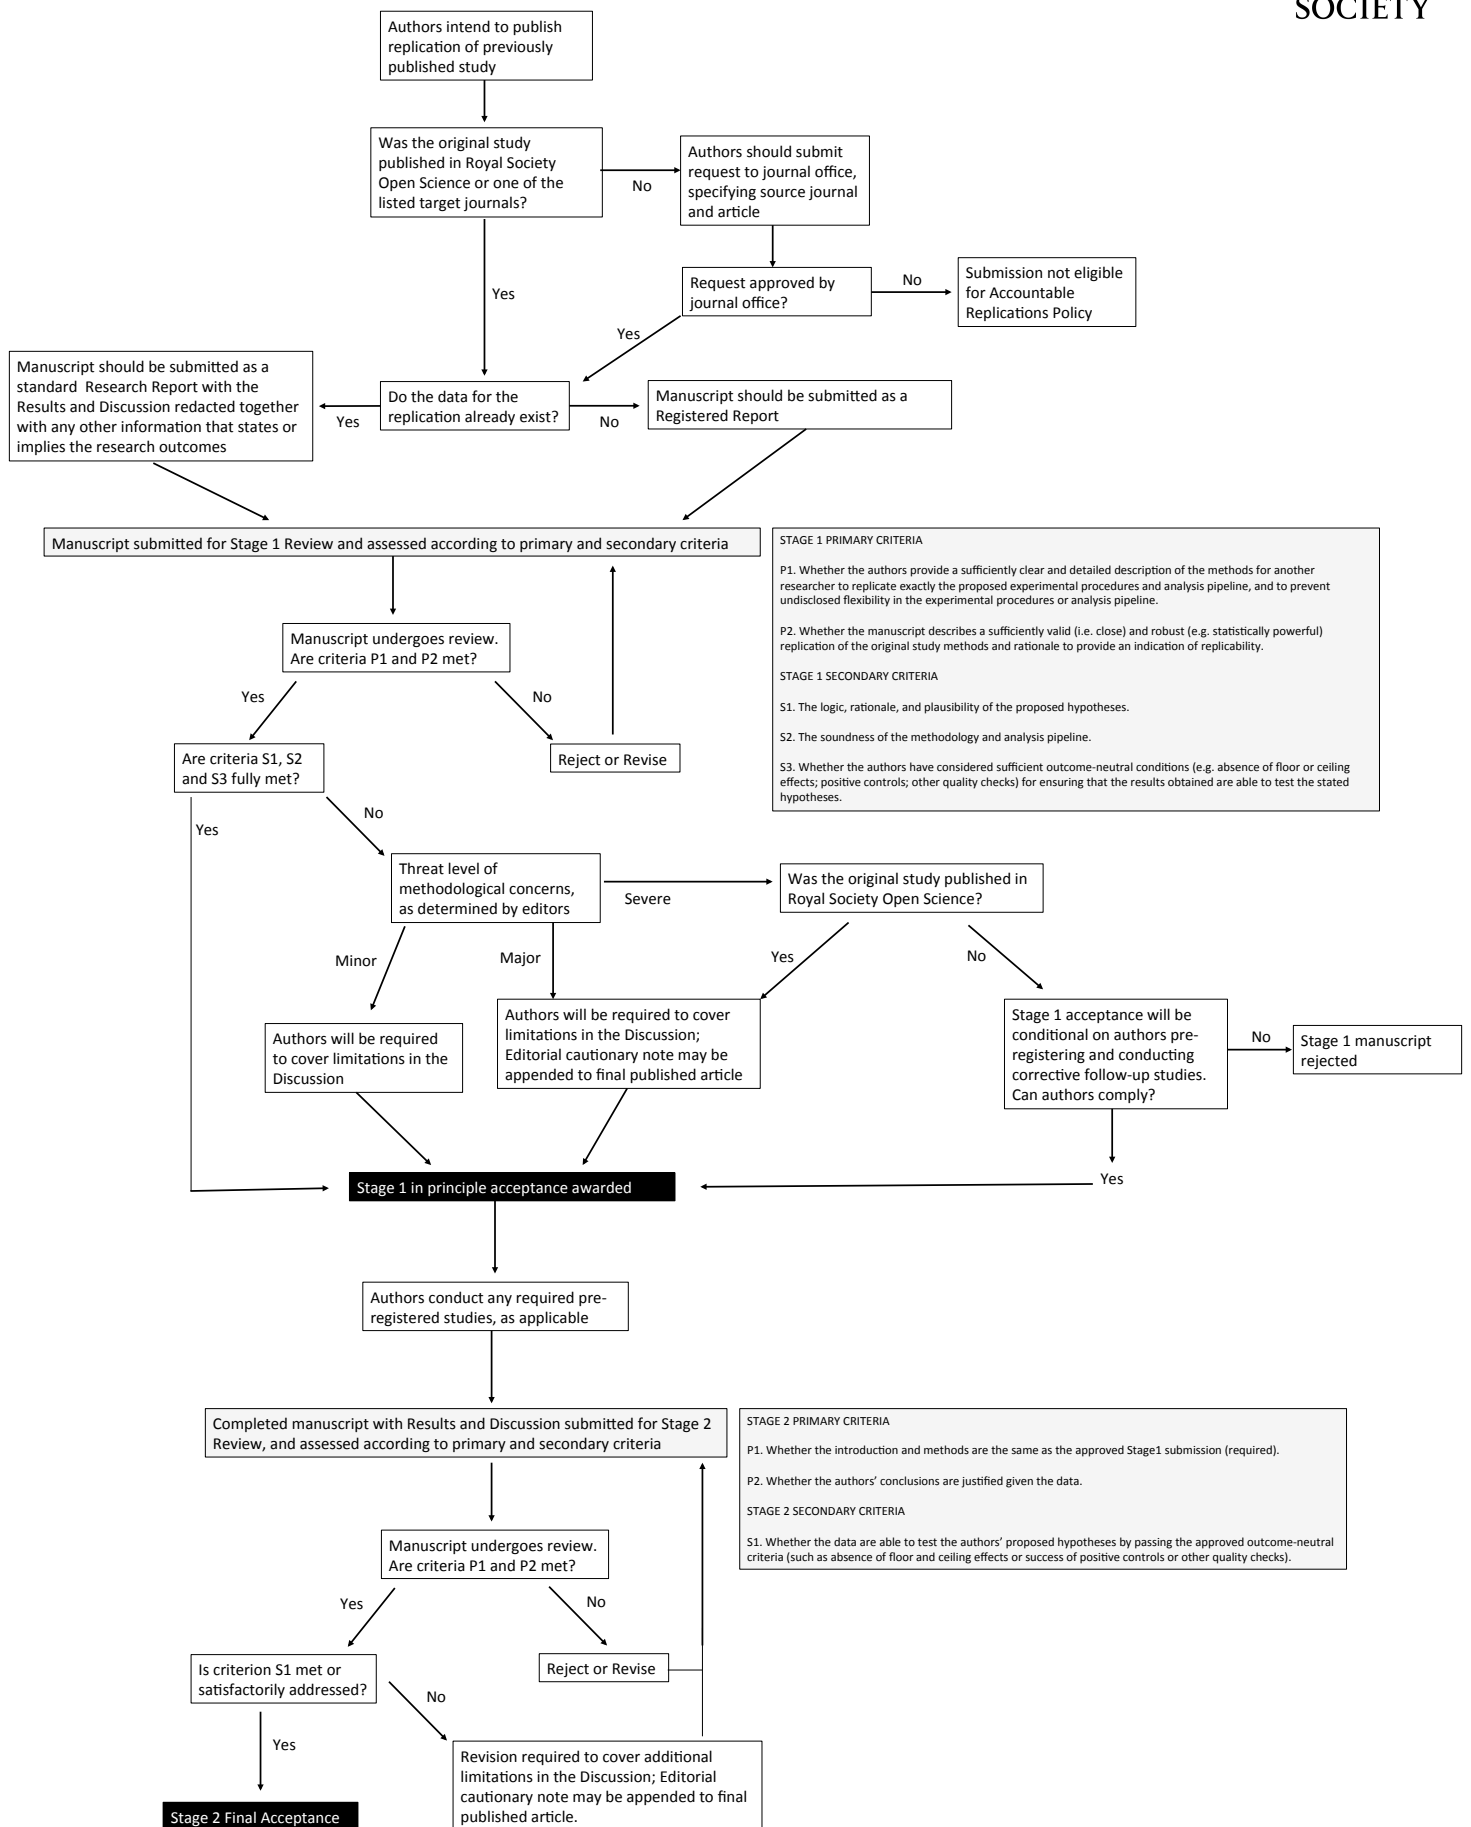 SOCIETY
Authors intend to publish
replication of previously
published study
Was the original study
published in Royal Society
Open Science or one of the
listed target journals?
No
Authors should submit
request to journal office,
specifying source journal
and article
Yes
Request approved by
journal office?
No
Submission not eligible
for Accountable
Replications Policy
Yes
Manuscript should be submitted as a
standard Research Report with the
Results and Discussion redacted together
with any other information that states or
implies the research outcomes
Yes
Do the data for the
replication already exist?
No
Manuscript should be submitted as a
Registered Report
Manuscript submitted for Stage 1 Review and assessed according to primary and secondary criteria
STAGE 1 PRIMARY CRITERIA
P1. Whether the authors provide a sufficiently clear and detailed description of the methods for another
researcher to replicate exactly the proposed experimental procedures and analysis pipeline, and to prevent
undisclosed flexibility in the experimental procedures or analysis pipeline.
P2. Whether the manuscript describes a sufficiently valid (i.e. close) and robust (e.g. statistically powerful)
replication of the original study methods and rationale to provide an indication of replicability.
STAGE 1 SECONDARY CRITERIA
S1. The logic, rationale, and plausibility of the proposed hypotheses.
S2. The soundness of the methodology and analysis pipeline.
S3. Whether the authors have considered sufficient outcome-neutral conditions (e.g. absence of floor or ceiling
effects; positive controls; other quality checks) for ensuring that the results obtained are able to test the stated
hypotheses.
Manuscript undergoes review.
Are criteria P1 and P2 met?
Yes
No
Are criteria S1, S2
and S3 fully met?
Reject or Revise
Yes
No
Threat level of
methodological concerns,
as determined by editors
Severe
Was the original study published in
Royal Society Open Science?
Minor
Major
Yes
No
Authors will be required
to cover limitations in the
Discussion
Authors will be required to cover
limitations in the Discussion;
Editorial cautionary note may be
appended to final published article
Stage 1 acceptance will be
conditional on authors pre-
registering and conducting
corrective follow-up studies.
Can authors comply?
No
Stage 1 manuscript
rejected
Yes
Stage 1 in principle acceptance awarded
Authors conduct any required pre-
registered studies, as applicable
Completed manuscript with Results and Discussion submitted for Stage 2
Review, and assessed according to primary and secondary criteria
STAGE 2 PRIMARY CRITERIA
P1. Whether the introduction and methods are the same as the approved Stage1 submission (required).
P2. Whether the authors' conclusions are justified given the data.
STAGE 2 SECONDARY CRITERIA
S1. Whether the data are able to test the authors' proposed hypotheses by passing the approved outcome-neutral
criteria (such as absence of floor and ceiling effects or success of positive controls or other quality checks).
Manuscript undergoes review.
Are criteria P1 and P2 met?
Yes
No
Is criterion S1 met or
satisfactorily addressed?
Reject or Revise
No
Yes
Revision required to cover additional
limitations in the Discussion; Editorial
cautionary note may be appended to final
published article.
Stage 2 Final Acceptance